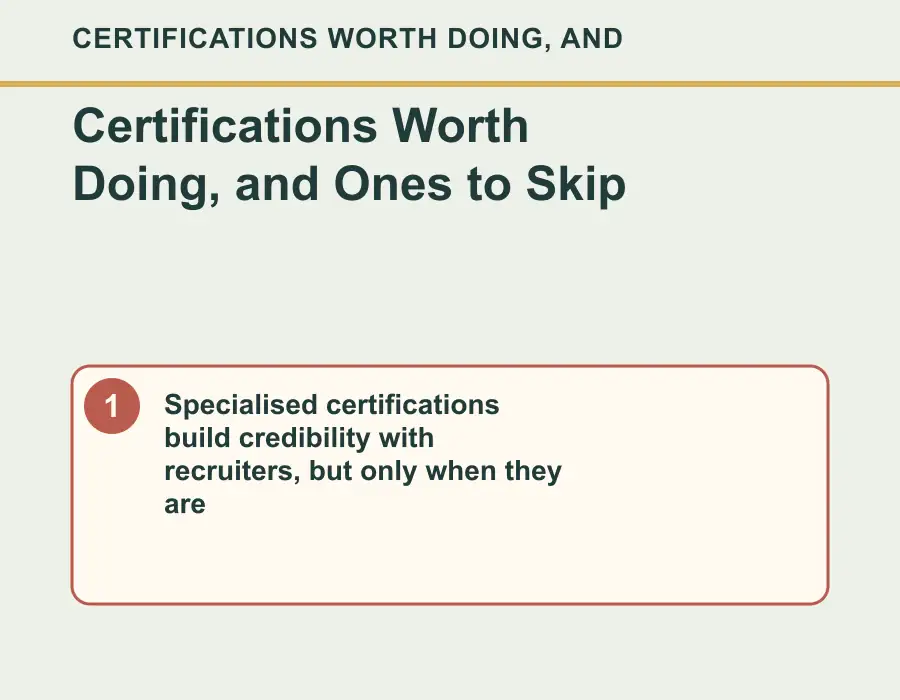 CERTIFICATIONS WORTH DOING, AND
Certifications Worth
Doing, and Ones to Skip
1
Specialised certifications
build credibility with
recruiters, but only when they
are